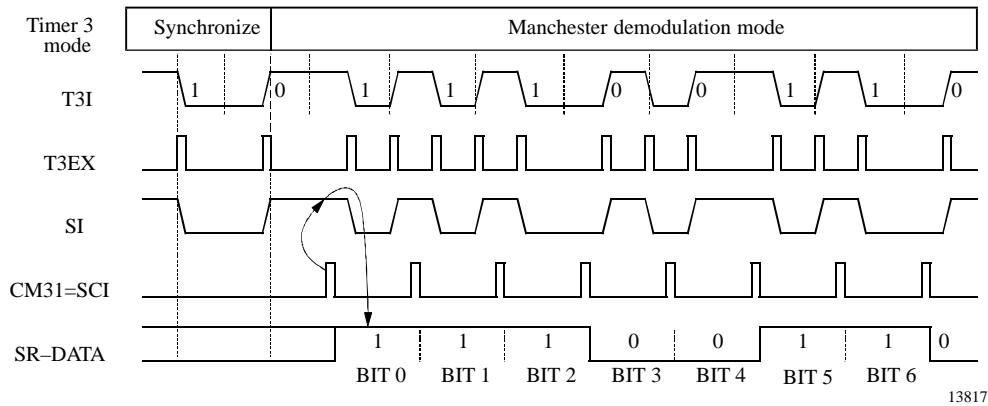 Timer 3 mode
Synchronize
Manchester demodulation mode
T3I
1 0 1 1 1 0 0 1 1 0
T3EX
SI
CM31=SCI
SR–DATA
1 1 1 0 0 1 1 0
BIT 0 BIT 1 BIT 2 BIT 3 BIT 4 BIT 5 BIT 6
13817